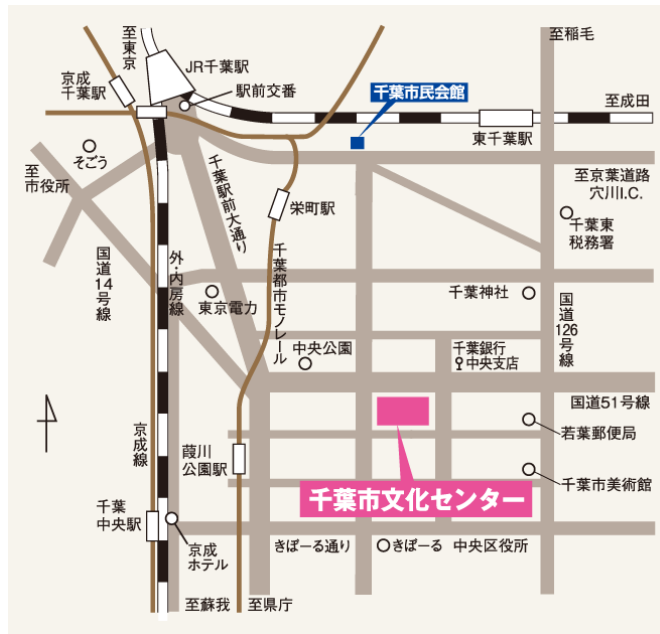 至東京
JR千葉駅
至稲毛
京成
千葉駅
駅前交番
千葉市民会館
至成田
東千葉駅
そごう
至
市役所
千葉駅前大通り
至京葉道路
穴川I.C.
栄町駅
千葉東
税務署
国道14号線
外・内房線
千葉都市モノレール
東京電力
千葉神社
国道126号線
中央公園
千葉銀行
中央支店
国道51号線
京成線
葭川
公園駅
若葉郵便局
千葉市文化センター
千葉市美術館
千葉
中央駅
京成
ホテル
きぼーる通り
きぼーる
中央区役所
至蘇我
至県庁